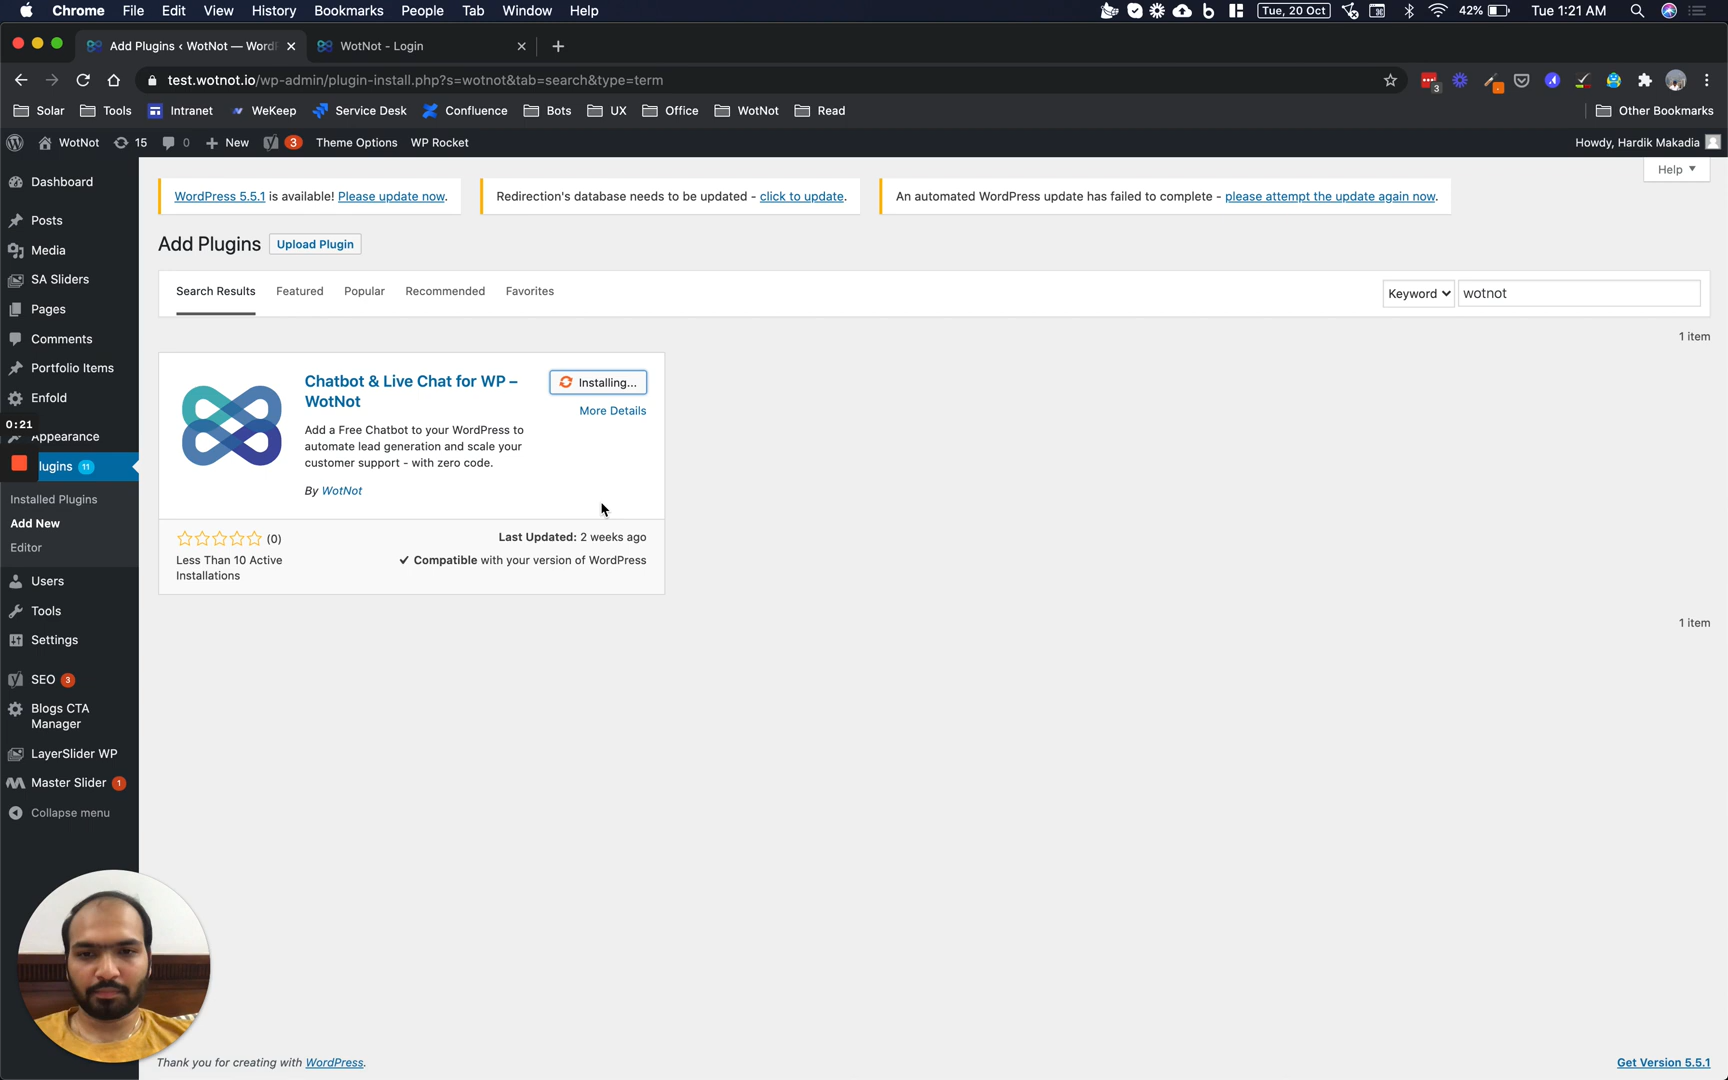 Chrome File Edit View History Bookmarks People Tab Window Help
Tue, 20 Oct 42% Tue 1:21 AM
Add Plugins ‹ WotNot — Word
WotNot - Login
test.wotnot.io/wp-admin/plugin-install.php?s=wotnot&tab=search&type=term
3
Solar Tools Intranet WeKeep Service Desk Confluence Bots UX Office WotNot Read Other Bookmarks
WotNot 15 0 New 3 Theme Options WP Rocket Howdy, Hardik Makadia
Help
WordPress 5.5.1 is available! Please update now.
Redirection's database needs to be updated - click to update.
An automated WordPress update has failed to complete - please attempt the update again now.
Add Plugins Upload Plugin
Search Results Featured Popular Recommended Favorites
Keyword wotnot
1 item
Chatbot & Live Chat for WP –
WotNot
Installing...
More Details
Add a Free Chatbot to your WordPress to
automate lead generation and scale your
customer support - with zero code.
By WotNot
(0)
Less Than 10 Active
Installations
Last Updated: 2 weeks ago
Compatible with your version of WordPress
1 item
Dashboard
Posts
Media
SA Sliders
Pages
Comments
Portfolio Items
Enfold
0:21
Appearance
lugins 11
Installed Plugins
Add New
Editor
Users
Tools
Settings
SEO 3
Blogs CTA
Manager
LayerSlider WP
Master Slider 1
Collapse menu
Thank you for creating with WordPress.
Get Version 5.5.1